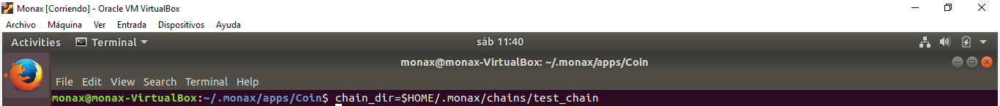 Monax [Corriendo] - Oracle VM VirtualBox
Archivo Máquina Ver Entrada Dispositivos Ayuda
Activities Terminal sáb 11:40
monax@monax-VirtualBox: ~/.monax/apps/Coin
File Edit View Search Terminal Help
monax@monax-VirtualBox:~/.monax/apps/Coin$ chain_dir=$HOME/.monax/chains/test_chain